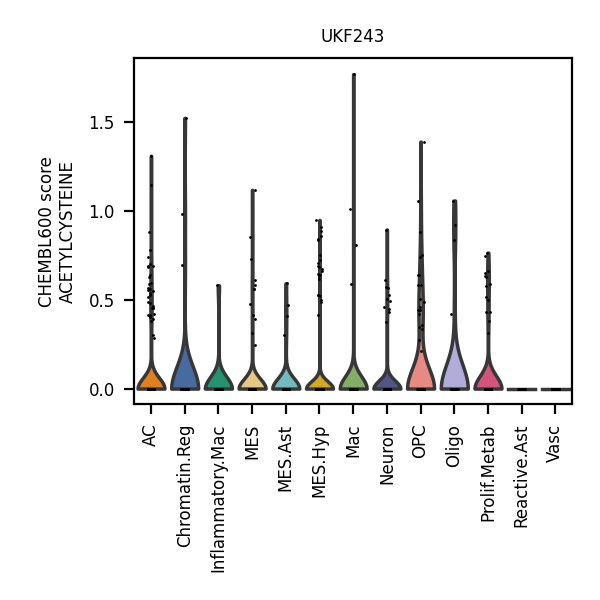 UKF243
CHEMBL600 score
ACETYLCYSTEINE
1.5
1.0
0.5
0.0
AC
Chromatin.Reg
Inflammatory.Mac
MES
MES.Ast
MES.Hyp
Mac
Neuron
OPC
Oligo
Prolif.Metab
Reactive.Ast
Vasc